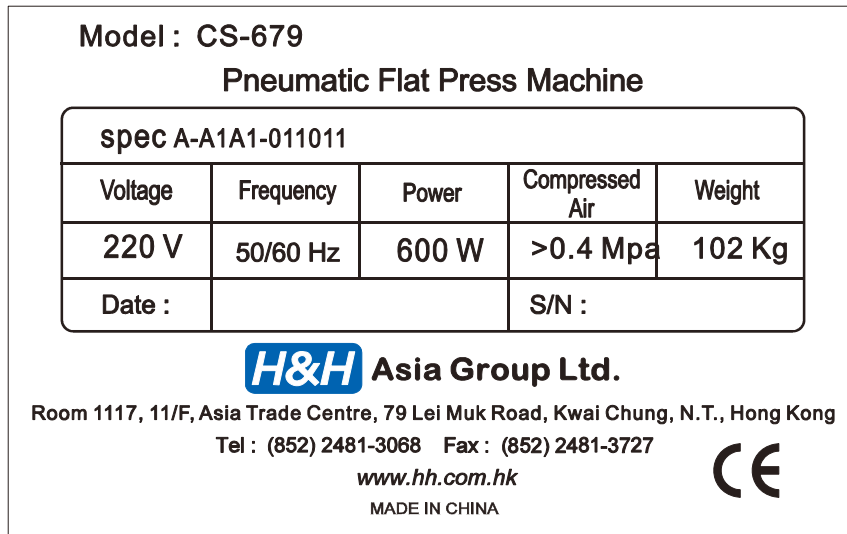 Model : CS-679
Pneumatic Flat Press Machine
spec A-A1A1-011011
Voltage Frequency Power Compressed Air Weight
220 V 50/60 Hz 600 W >0.4 Mpa 102 Kg
Date : S/N :
H&H Asia Group Ltd.
Room 1117, 11/F, Asia Trade Centre, 79 Lei Muk Road, Kwai Chung, N.T., Hong Kong
Tel : (852) 2481-3068 Fax : (852) 2481-3727
www.hh.com.hk
CE
MADE IN CHINA